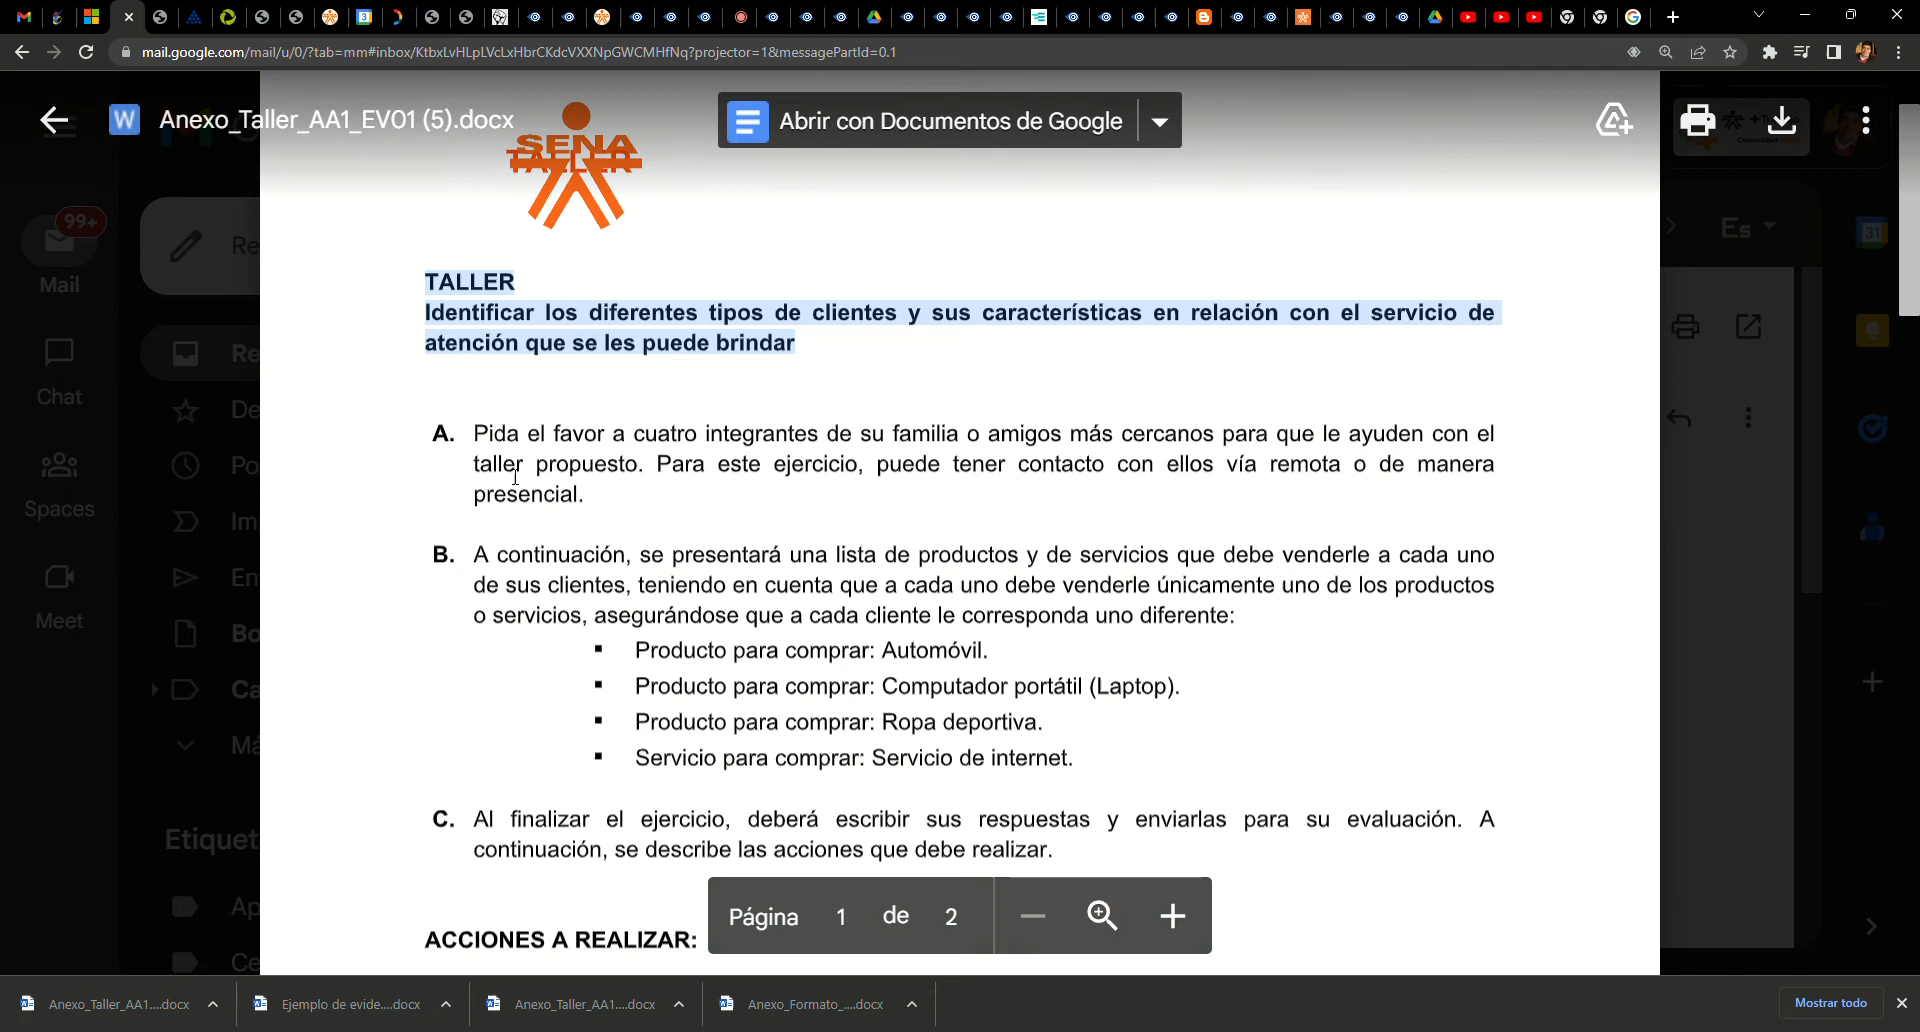 mail.google.com/mail/u/0/?tab=mm#inbox/KtbxLvHLpLVcLxHbrCKdcVXXNpGWCMHfNq?projector=1&messagePartId=0.1
Anexo_Taller_AA1_EV01 (5).docx
Abrir con Documentos de Google
SENA
TALLER
99+
Mail
Es
31
Chat
Spaces
Meet
TALLER
Identificar los diferentes tipos de clientes y sus características en relación con el servicio de
atención que se les puede brindar
A. Pida el favor a cuatro integrantes de su familia o amigos más cercanos para que le ayuden con el
taller propuesto. Para este ejercicio, puede tener contacto con ellos vía remota o de manera
presencial.
B. A continuación, se presentará una lista de productos y de servicios que debe venderle a cada uno
de sus clientes, teniendo en cuenta que a cada uno debe venderle únicamente uno de los productos
o servicios, asegurándose que a cada cliente le corresponda uno diferente:
▪ Producto para comprar: Automóvil.
▪ Producto para comprar: Computador portátil (Laptop).
▪ Producto para comprar: Ropa deportiva.
▪ Servicio para comprar: Servicio de internet.
C. Al finalizar el ejercicio, deberá escribir sus respuestas y enviarlas para su evaluación. A
continuación, se describe las acciones que debe realizar.
Etiquet
Página 1 de 2
ACCIONES A REALIZAR:
Anexo_Taller_AA1....docx
Ejemplo de evide....docx
Anexo_Taller_AA1....docx
Anexo_Formato_....docx
Mostrar todo